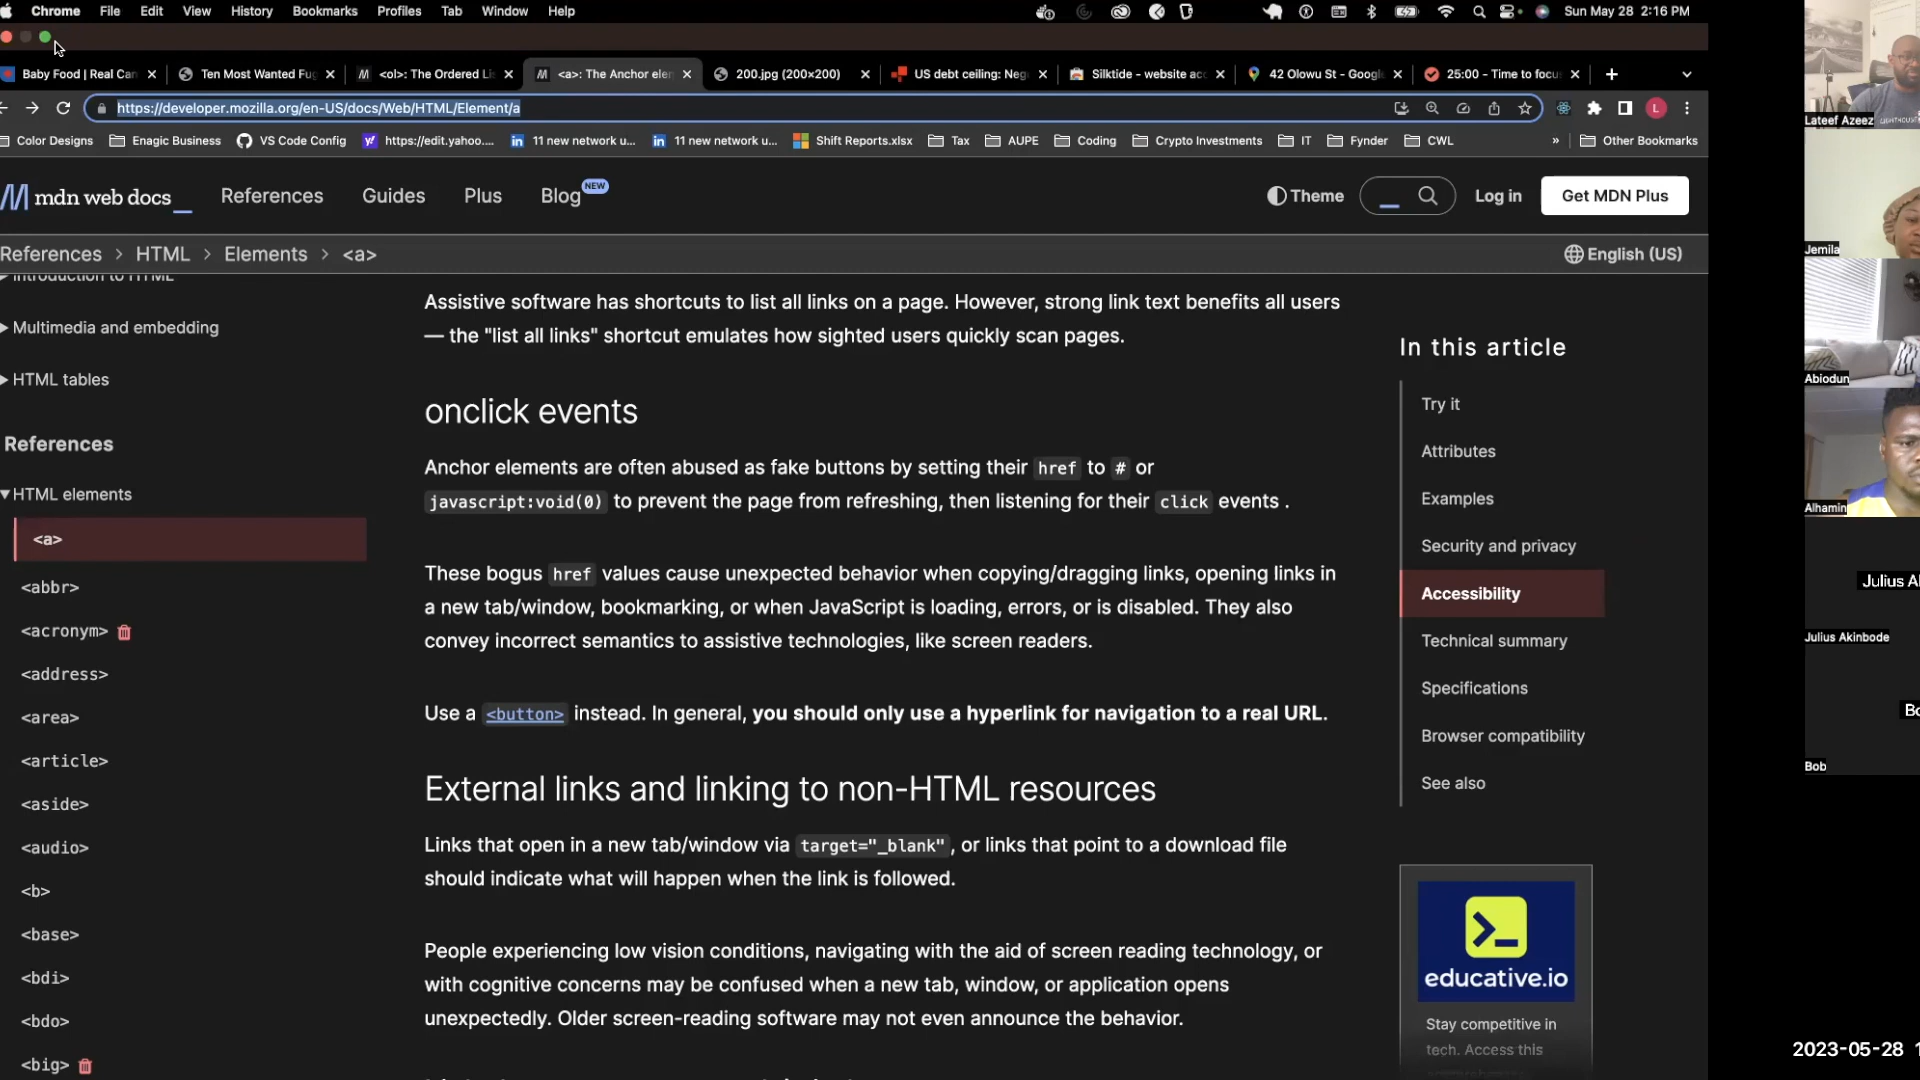 Chrome File Edit View History Bookmarks Profiles Tab Window Help Sun May 28 2:16 PM
Baby Food | Real Can Ten Most Wanted Fug <ol>: The Ordered Lis <a>: The Anchor elem 200.jpg (200×200) US debt ceiling: Neg Silktide - website acc 42 Olowu St - Google 25:00 - Time to focus
https://developer.mozilla.org/en-US/docs/Web/HTML/Element/a L
Color Designs Enagic Business VS Code Config https://edit.yahoo.... 11 new network u... 11 new network u... Shift Reports.xlsx Tax AUPE Coding Crypto Investments IT Fynder CWL » Other Bookmarks
mdn web docs_ References Guides Plus Blog NEW Theme Log in Get MDN Plus
References > HTML > Elements > <a> English (US)
Introduction to HTML
Multimedia and embedding
HTML tables
References
HTML elements
<a>
<abbr>
<acronym>
<address>
<area>
<article>
<aside>
<audio>
<b>
<base>
<bdi>
<bdo>
<big>
Assistive software has shortcuts to list all links on a page. However, strong link text benefits all users
— the "list all links" shortcut emulates how sighted users quickly scan pages.
onclick events
Anchor elements are often abused as fake buttons by setting their href to # or
javascript:void(0) to prevent the page from refreshing, then listening for their click events .
These bogus href values cause unexpected behavior when copying/dragging links, opening links in
a new tab/window, bookmarking, or when JavaScript is loading, errors, or is disabled. They also
convey incorrect semantics to assistive technologies, like screen readers.
Use a <button> instead. In general, you should only use a hyperlink for navigation to a real URL.
External links and linking to non-HTML resources
Links that open in a new tab/window via target="_blank", or links that point to a download file
should indicate what will happen when the link is followed.
People experiencing low vision conditions, navigating with the aid of screen reading technology, or
with cognitive concerns may be confused when a new tab, window, or application opens
unexpectedly. Older screen-reading software may not even announce the behavior.
In this article
Try it
Attributes
Examples
Security and privacy
Accessibility
Technical summary
Specifications
Browser compatibility
See also
educative.io
Stay competitive in
tech. Access this
Lateef Azeez
Jemila
Abiodun
Alhamin
Julius Al
Julius Akinbode
Bo
Bob
2023-05-28 1